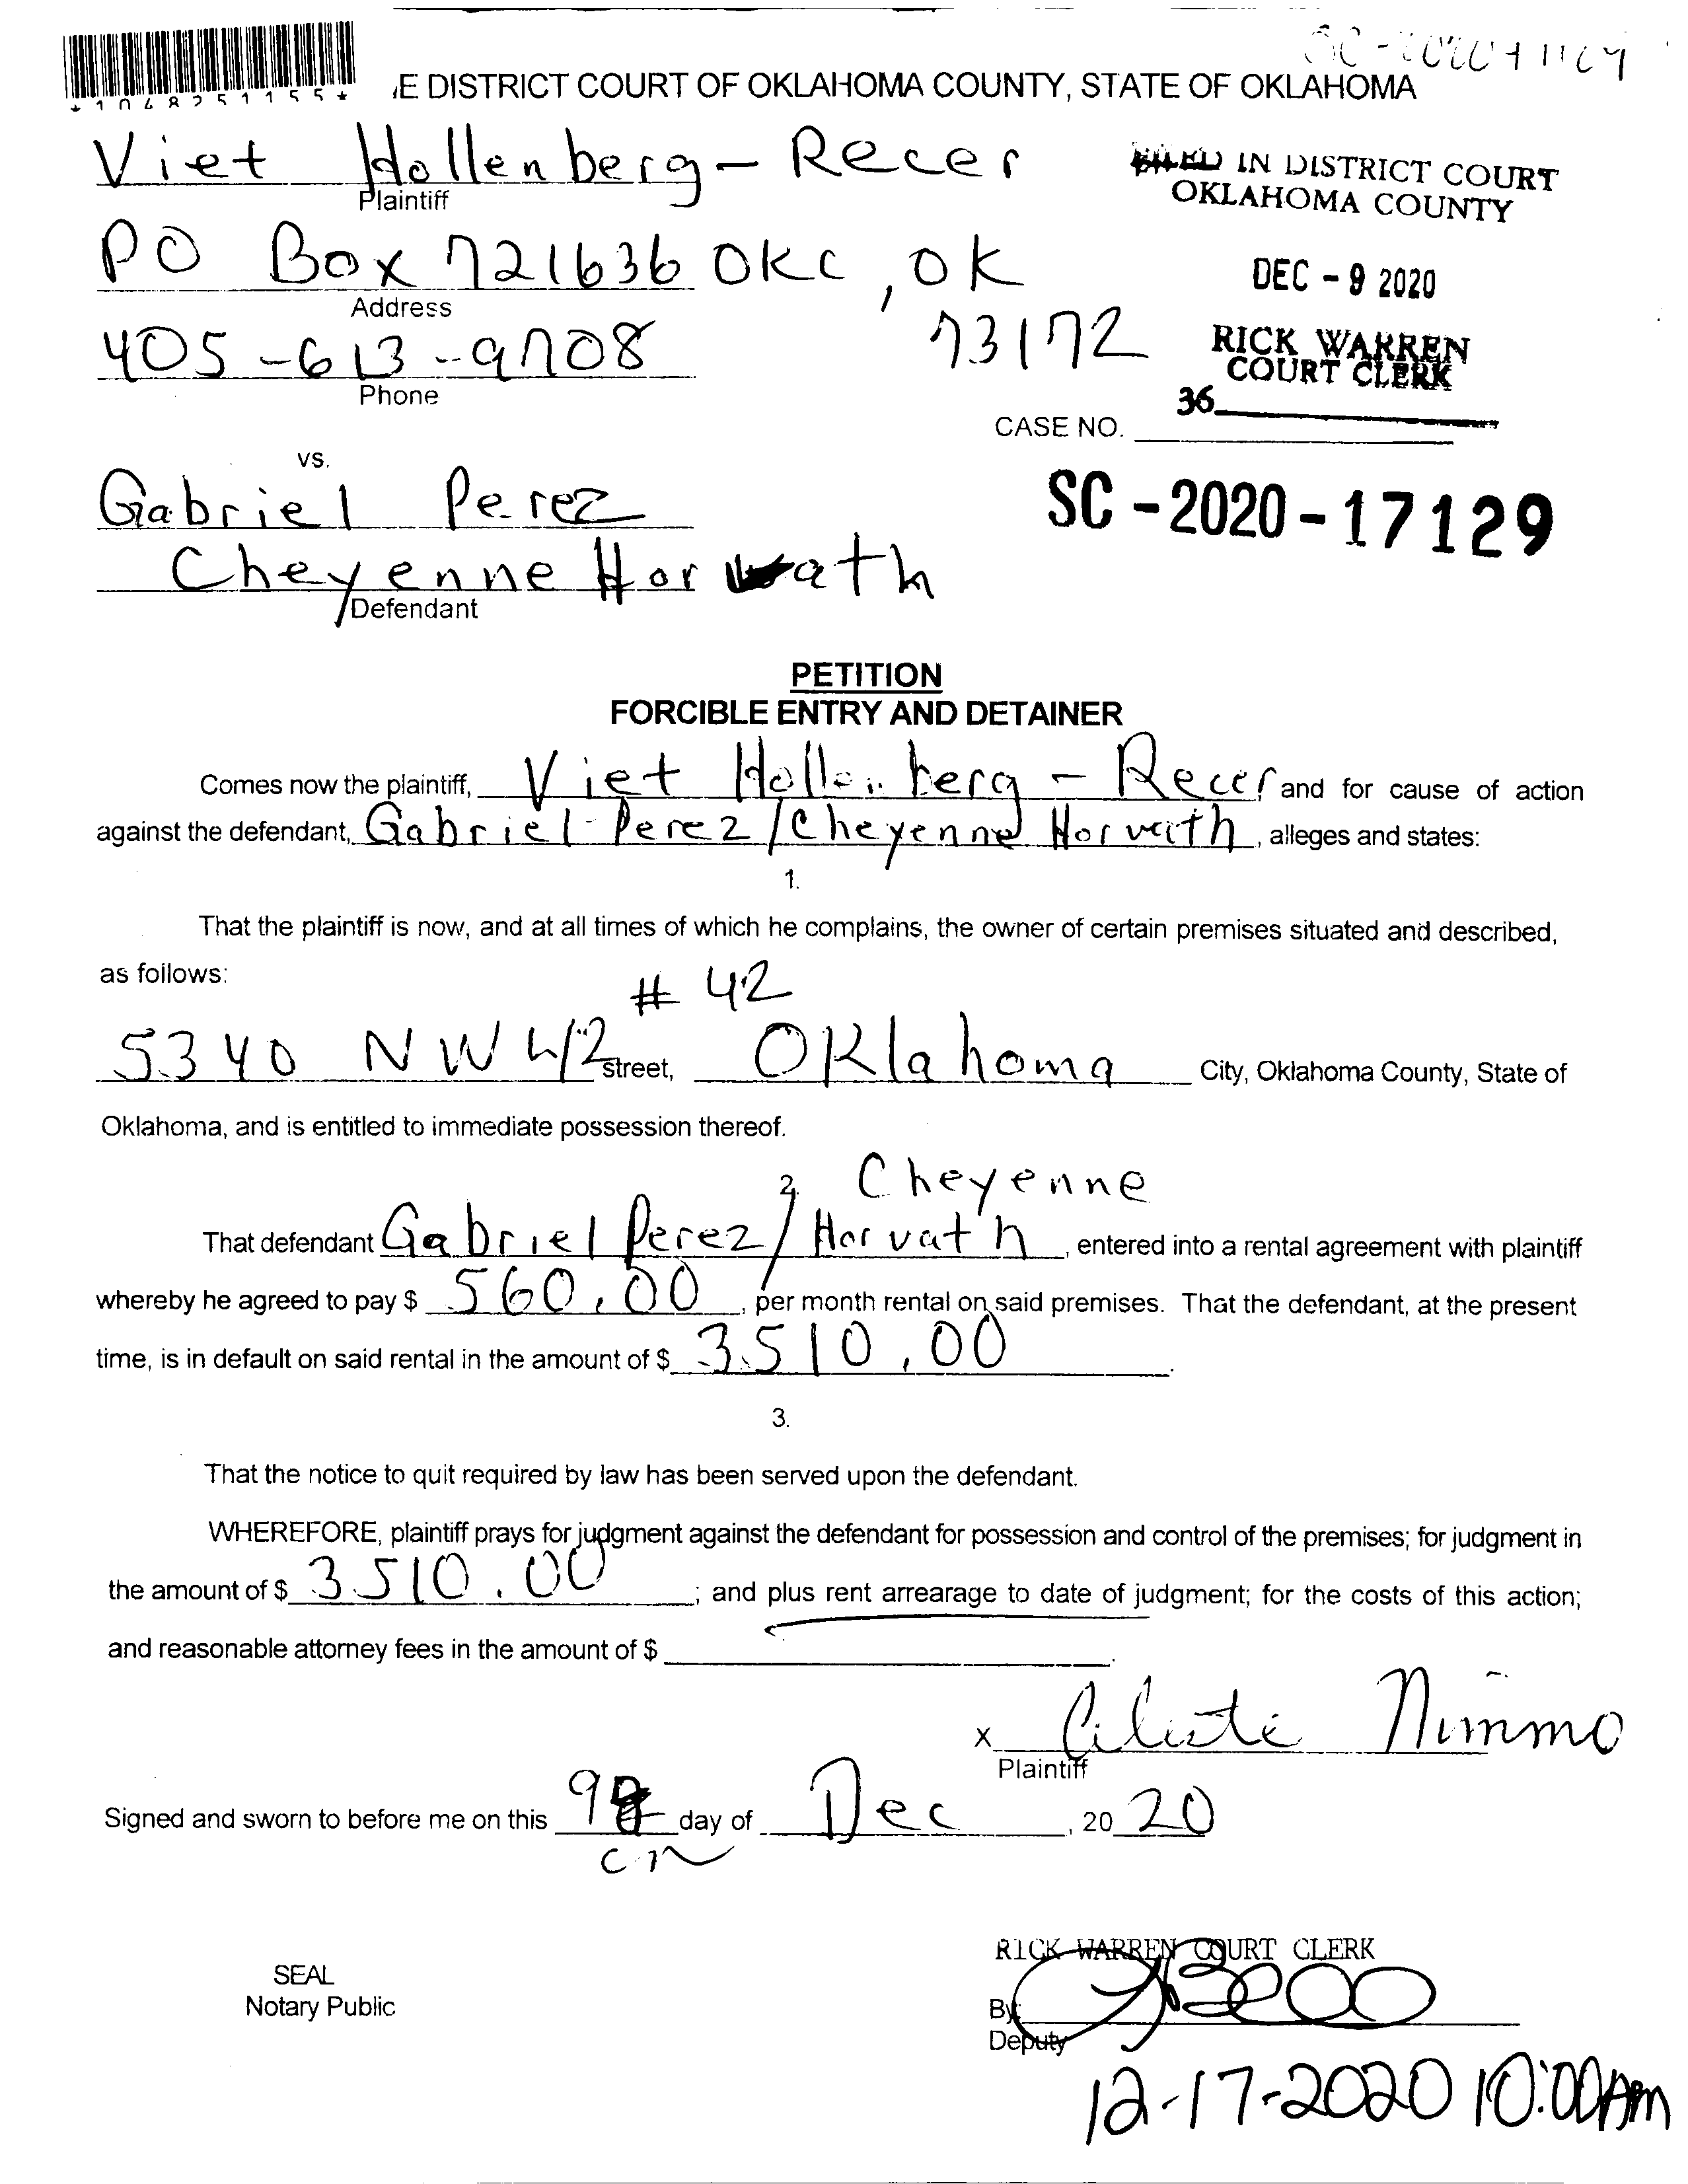 *1048251155*
E DISTRICT COURT OF OKLAHOMA COUNTY, STATE OF OKLAHOMA
Viet Hollenberg-Recer
Plaintiff
FILED IN DISTRICT COURT
OKLAHOMA COUNTY
PO Box 721636 OKC, OK
73172
Address
DEC - 9 2020
405-613-9708
Phone
RICK WARREN
COURT CLERK
36
CASE NO.
vs.
SC-2020-17129
Gabriel Perez
Cheyenne Horvath
Defendant
PETITION
FORCIBLE ENTRY AND DETAINER
Comes now the plaintiff, Viet Hollenberg-Recer and for cause of action
against the defendant, Gabriel Perez/Cheyenne Horvath, alleges and states:
1.
That the plaintiff is now, and at all times of which he complains, the owner of certain premises situated and described,
as follows:
# 42
5340 NW 4/2 street, Oklahoma City, Oklahoma County, State of
Oklahoma, and is entitled to immediate possession thereof.
2.
Cheyenne
That defendant Gabriel Perez/Horvath, entered into a rental agreement with plaintiff
whereby he agreed to pay $ 560.00, per month rental on said premises. That the defendant, at the present
time, is in default on said rental in the amount of $ 3510.00.
3.
That the notice to quit required by law has been served upon the defendant.
WHEREFORE, plaintiff prays for judgment against the defendant for possession and control of the premises; for judgment in
the amount of $ 3510.00; and plus rent arrearage to date of judgment; for the costs of this action;
and reasonable attorney fees in the amount of $
x Celeste Nimmo
Plaintiff
Signed and sworn to before me on this 9 day of Dec, 2020
CN
SEAL
Notary Public
RICK WARREN COURT CLERK
By:
Deputy
12-17-2020 10:00AM